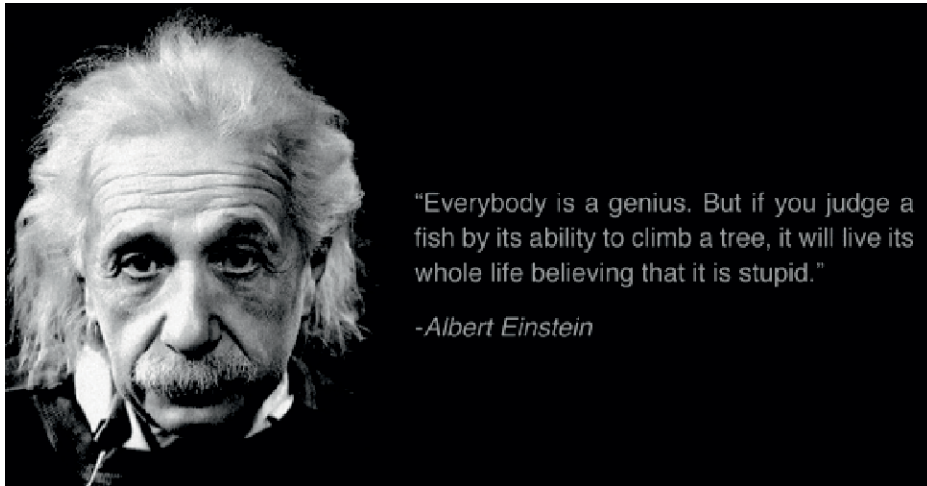 “Everybody is a genius. But if you judge a
fish by its ability to climb a tree, it will live its
whole life believing that it is stupid.”
-Albert Einstein